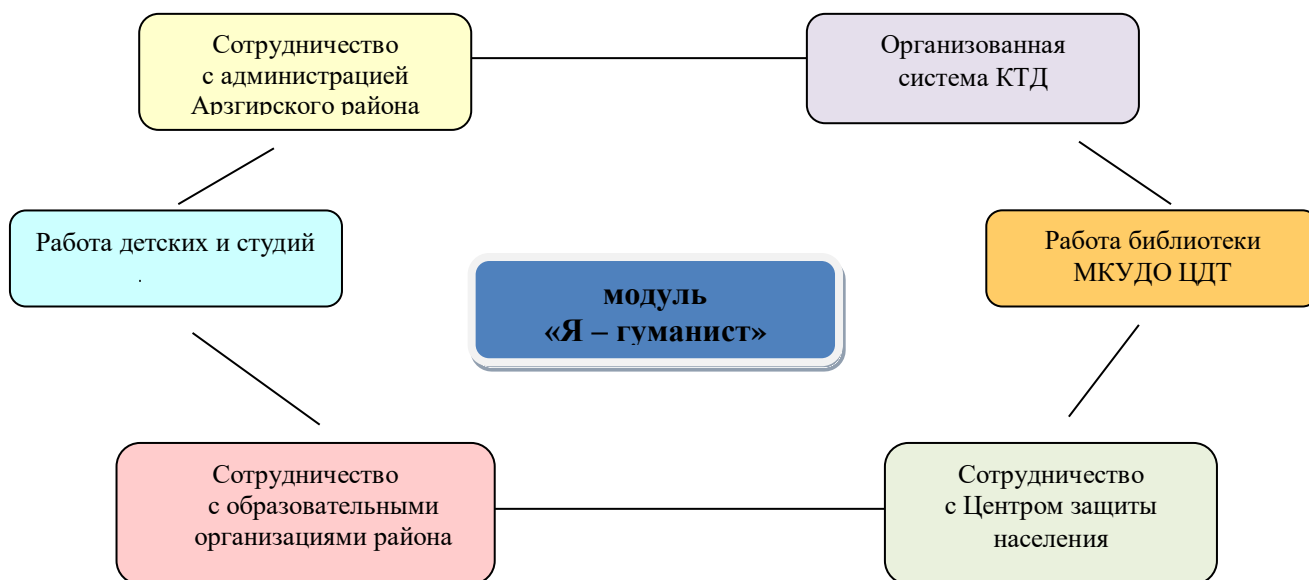 Сотрудничество
с администрацией
Арзгирского района
Организованная
система КТД
Работа детских и студий
.
Работа библиотеки
МКУДО ЦДТ
модуль
«Я – гуманист»
Сотрудничество
с образовательными
организациями района
Сотрудничество
с Центром защиты
населения